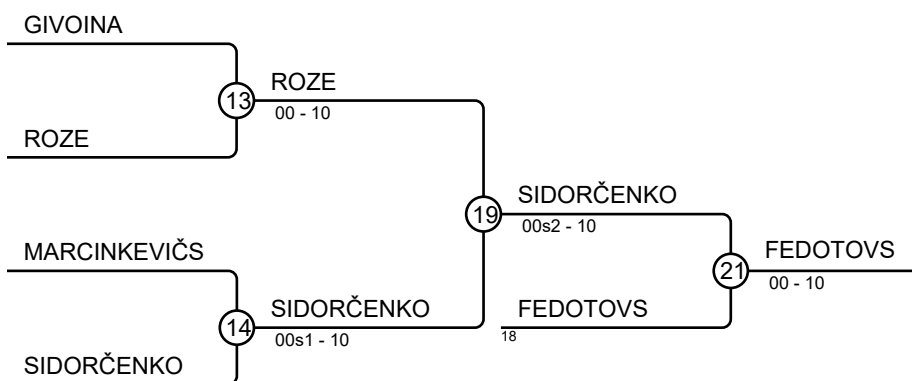 GIVOINA
13
ROZE
00 - 10
ROZE
19
SIDORČENKO
00s2 - 10
MARCINKEVIČS
21
FEDOTOVS
00 - 10
14
SIDORČENKO
00s1 - 10
FEDOTOVS
18
SIDORČENKO